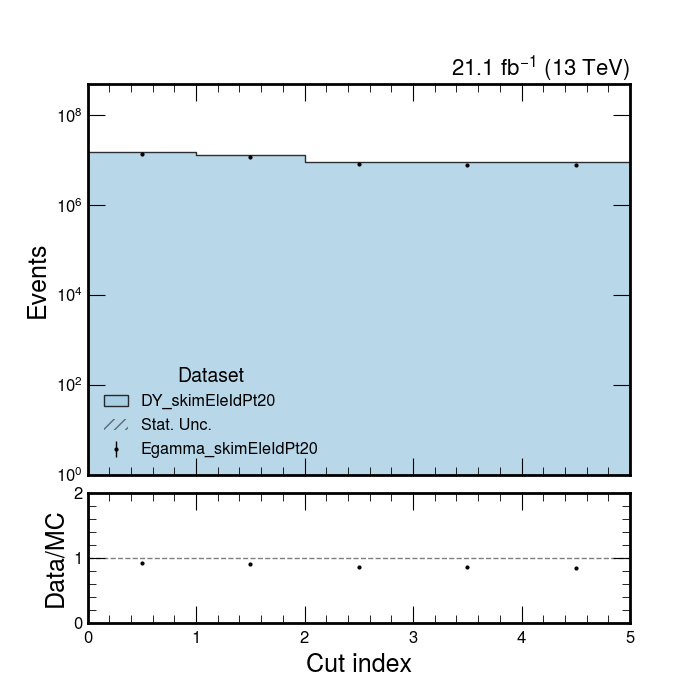 21.1 fb⁻¹ (13 TeV)
10⁸
10⁶
10⁴
10²
10⁰
Events
Dataset
DY_skimEleIdPt20
Stat. Unc.
Egamma_skimEleIdPt20
2
1
0
Data/MC
0 1 2 3 4 5
Cut index